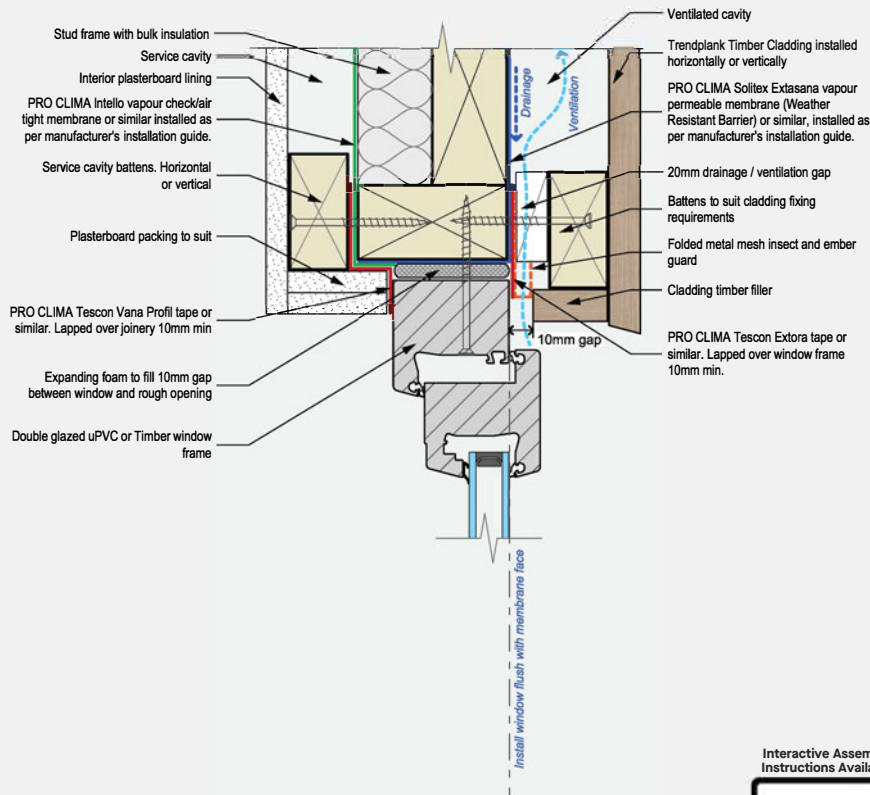 Stud frame with bulk insulation
Service cavity
Interior plasterboard lining
PRO CLIMA Intello vapour check/air
tight membrane or similar installed as
per manufacturer's installation guide.
Service cavity battens. Horizontal
or vertical
Plasterboard packing to suit
PRO CLIMA Tescon Vana Profil tape or
similar. Lapped over joinery 10mm min
Expanding foam to fill 10mm gap
between window and rough opening
Double glazed uPVC or Timber window
frame
Drainage
Ventilation
10mm gap
Install window flush with membrane face
Ventilated cavity
Trendplank Timber Cladding installed
horizontally or vertically
PRO CLIMA Solitex Extasana vapour
permeable membrane (Weather
Resistant Barrier) or similar, installed as
per manufacturer's installation guide.
20mm drainage / ventilation gap
Battens to suit cladding fixing
requirements
Folded metal mesh insect and ember
guard
Cladding timber filler
PRO CLIMA Tescon Extora tape or
similar. Lapped over window frame
10mm min.
Interactive Assem
Instructions Availa